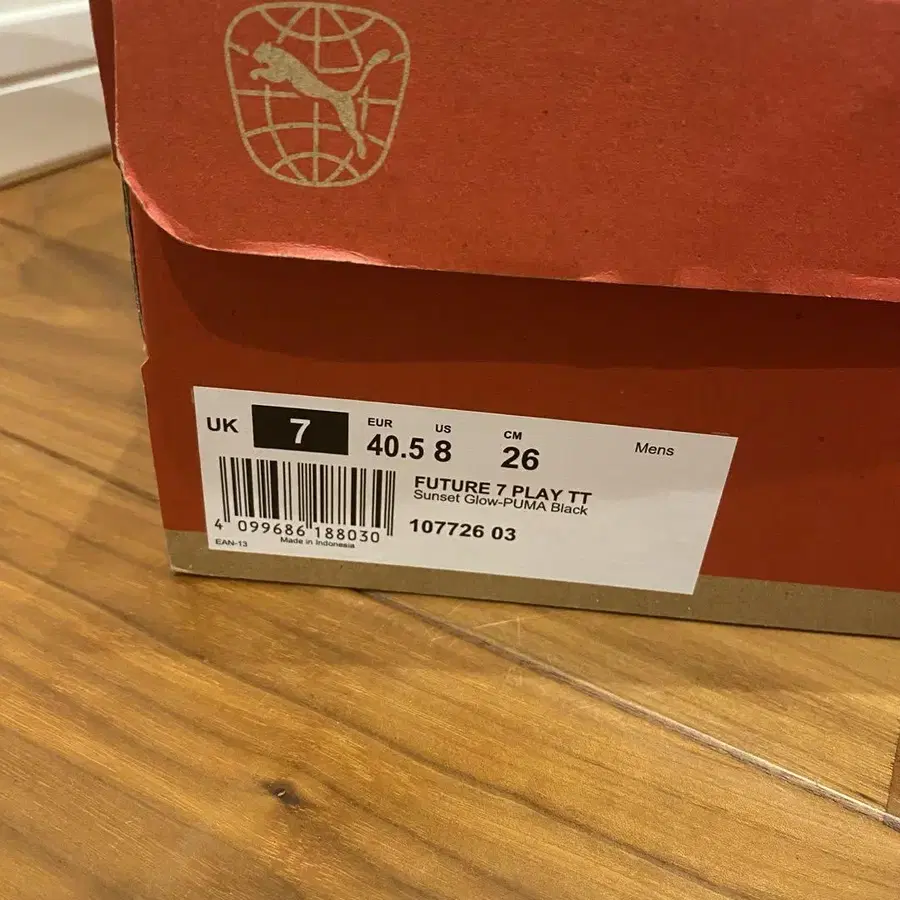 UK 7 EUR 40.5 US 8 CM 26 Mens
FUTURE 7 PLAY TT
Sunset Glow-PUMA Black
107726 03
4 099686 188030
EAN-13 Made in Indonesia